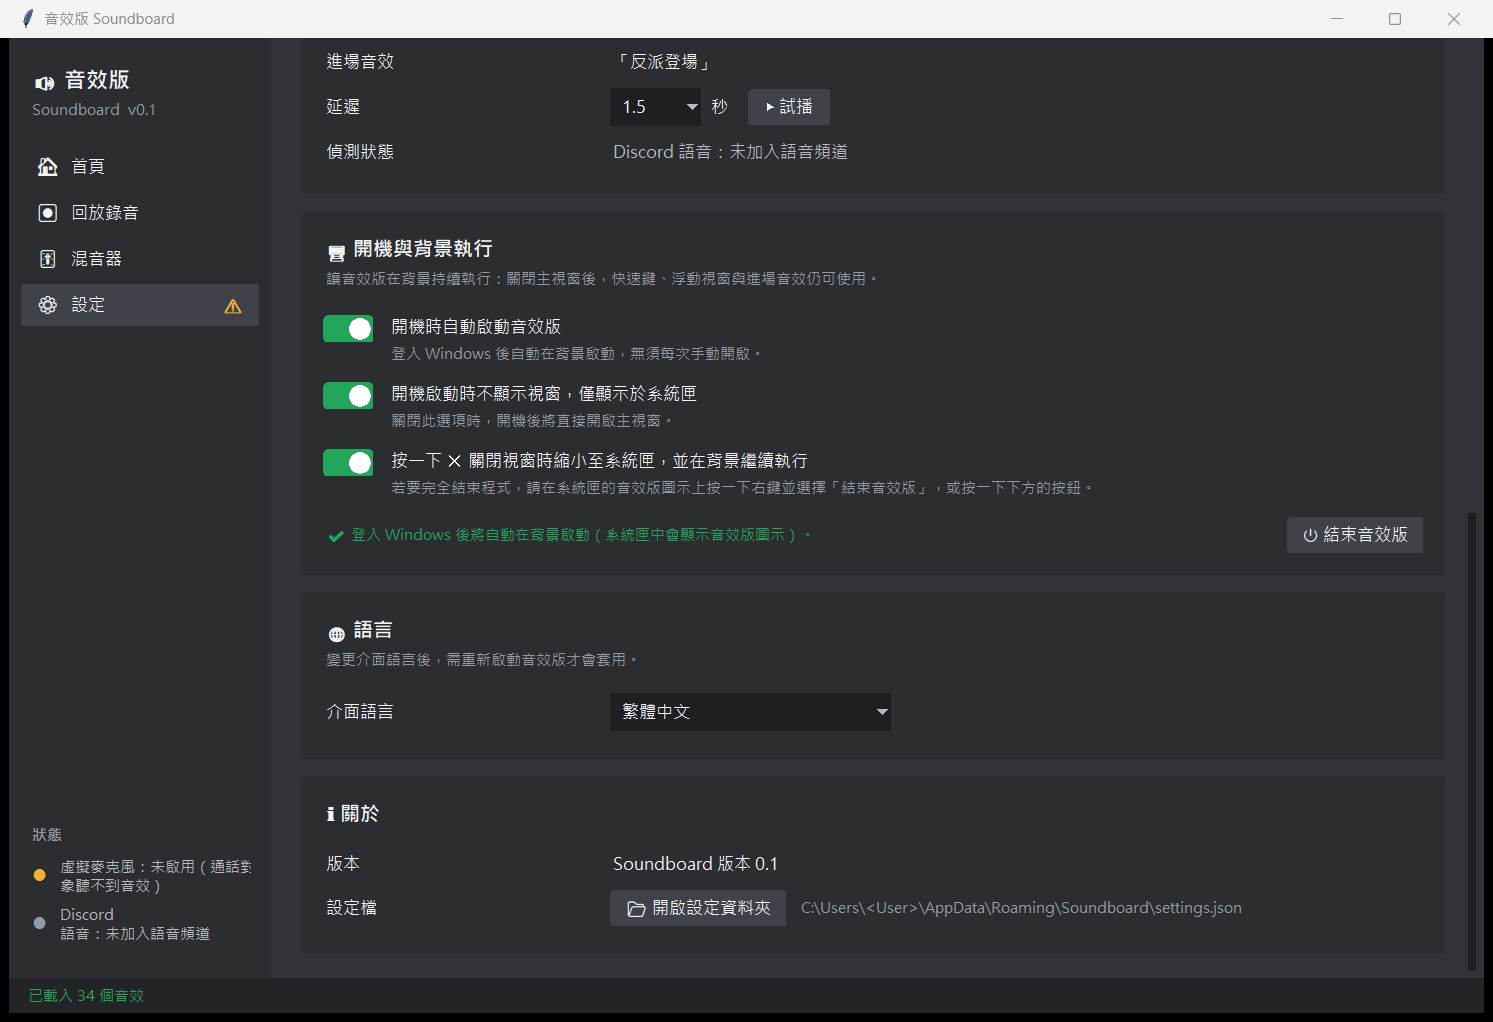 音效版 Soundboard
音效版
Soundboard v0.1
首頁
回放錄音
混音器
設定
狀態
虛擬麥克風：未啟用（通話對
象聽不到音效）
Discord
語音：未加入語音頻道
進場音效 「反派登場」
延遲 1.5 秒 試播
偵測狀態 Discord 語音：未加入語音頻道
開機與背景執行
讓音效版在背景持續執行：關閉主視窗後，快速鍵、浮動視窗與進場音效仍可使用。
開機時自動啟動音效版
登入 Windows 後自動在背景啟動，無須每次手動開啟。
開機啟動時不顯示視窗，僅顯示於系統匣
關閉此選項時，開機後將直接開啟主視窗。
按一下 ✕ 關閉視窗時縮小至系統匣，並在背景繼續執行
若要完全結束程式，請在系統匣的音效版圖示上按一下右鍵並選擇「結束音效版」，或按一下下方的按鈕。
登入 Windows 後將自動在背景啟動（系統匣中會顯示音效版圖示）。 結束音效版
語言
變更介面語言後，需重新啟動音效版才會套用。
介面語言 繁體中文
關於
版本 Soundboard 版本 0.1
設定檔 開啟設定資料夾 C:\Users\<User>\AppData\Roaming\Soundboard\settings.json
已載入 34 個音效